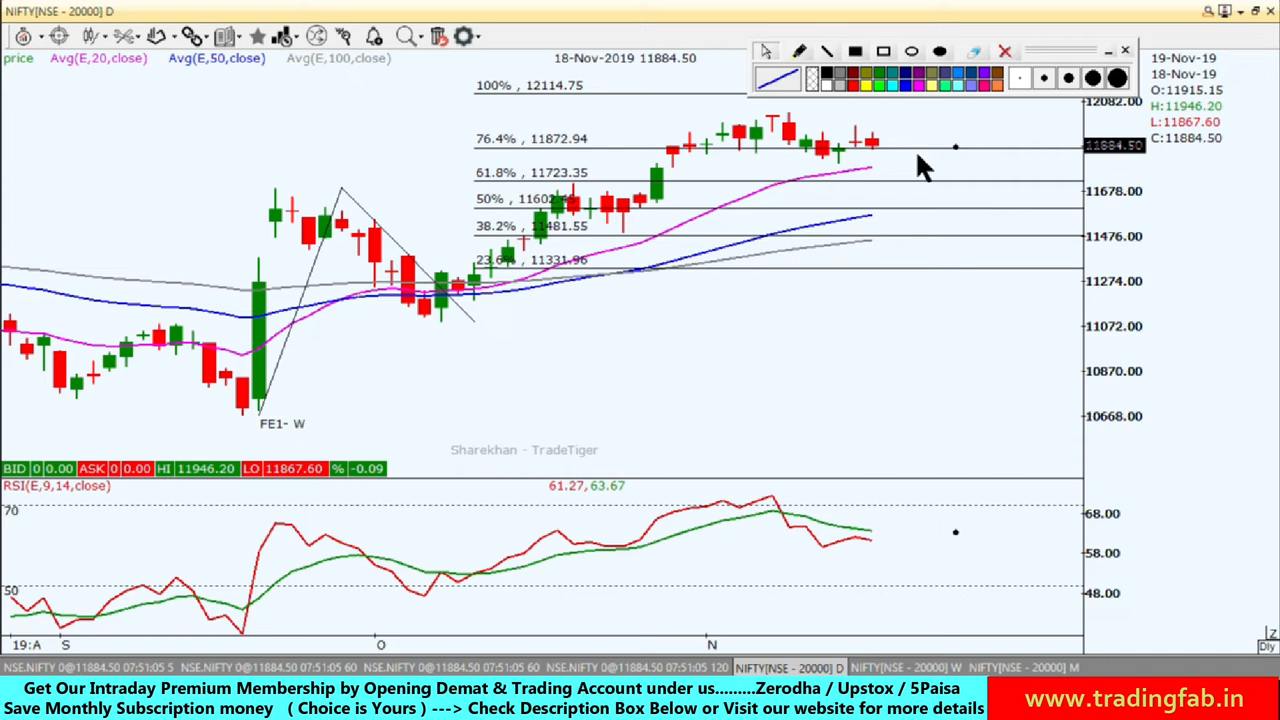 NIFTY[NSE - 20000] D
price Avg(E,20,close) Avg(E,50,close) Avg(E,100,close) 18-Nov-2019 11884.50
19-Nov-19
18-Nov-19
O:11915.15
H:11946.20
L:11867.60
C:11884.50
100% , 12114.75
76.4% , 11872.94
61.8% , 11723.35
50% , 11602.45
38.2% , 11481.55
23.6% , 11331.96
12082.00
11884.50
11678.00
11476.00
11274.00
11072.00
10870.00
10668.00
FE1- W
Sharekhan - TradeTiger
BID 0 0.00 ASK 0 0.00 HI 11946.20 LO 11867.60 % -0.09
RSI(E,9,14,close) 61.27,63.67
70
50
68.00
58.00
48.00
19:A S O N
Z
Dly
NSE.NIFTY 0@11884.50 07:51:05 5 NSE.NIFTY 0@11884.50 07:51:05 60 NSE.NIFTY 0@11884.50 07:51:05 60 NSE.NIFTY 0@11884.50 07:51:05 120 NIFTY[NSE - 20000] D NIFTY[NSE - 20000] W NIFTY[NSE - 20000] M
Get Our Intraday Premium Membership by Opening Demat & Trading Account under us.........Zerodha / Upstox / 5Paisa
Save Monthly Subscription money ( Choice is Yours ) ---> Check Description Box Below or Visit our website for more details
www.tradingfab.in